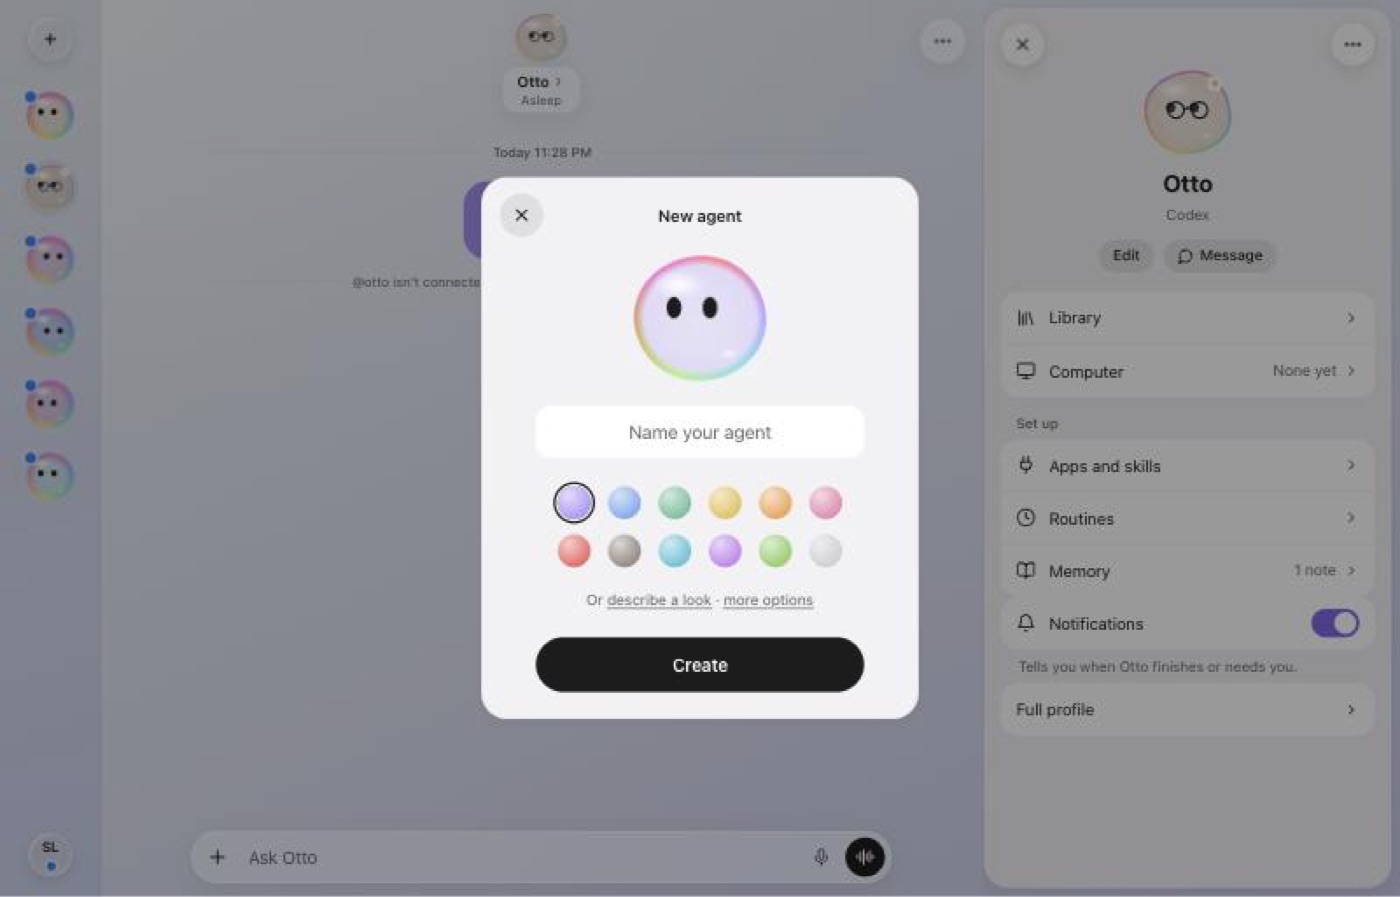 Otto
Asleep
Today 11:28 PM
@otto isn't connecte
New agent
Name your agent
Or describe a look · more options
Create
Ask Otto
SL
Otto
Codex
Edit
Message
Library
Computer
None yet
Set up
Apps and skills
Routines
Memory
1 note
Notifications
Tells you when Otto finishes or needs you.
Full profile